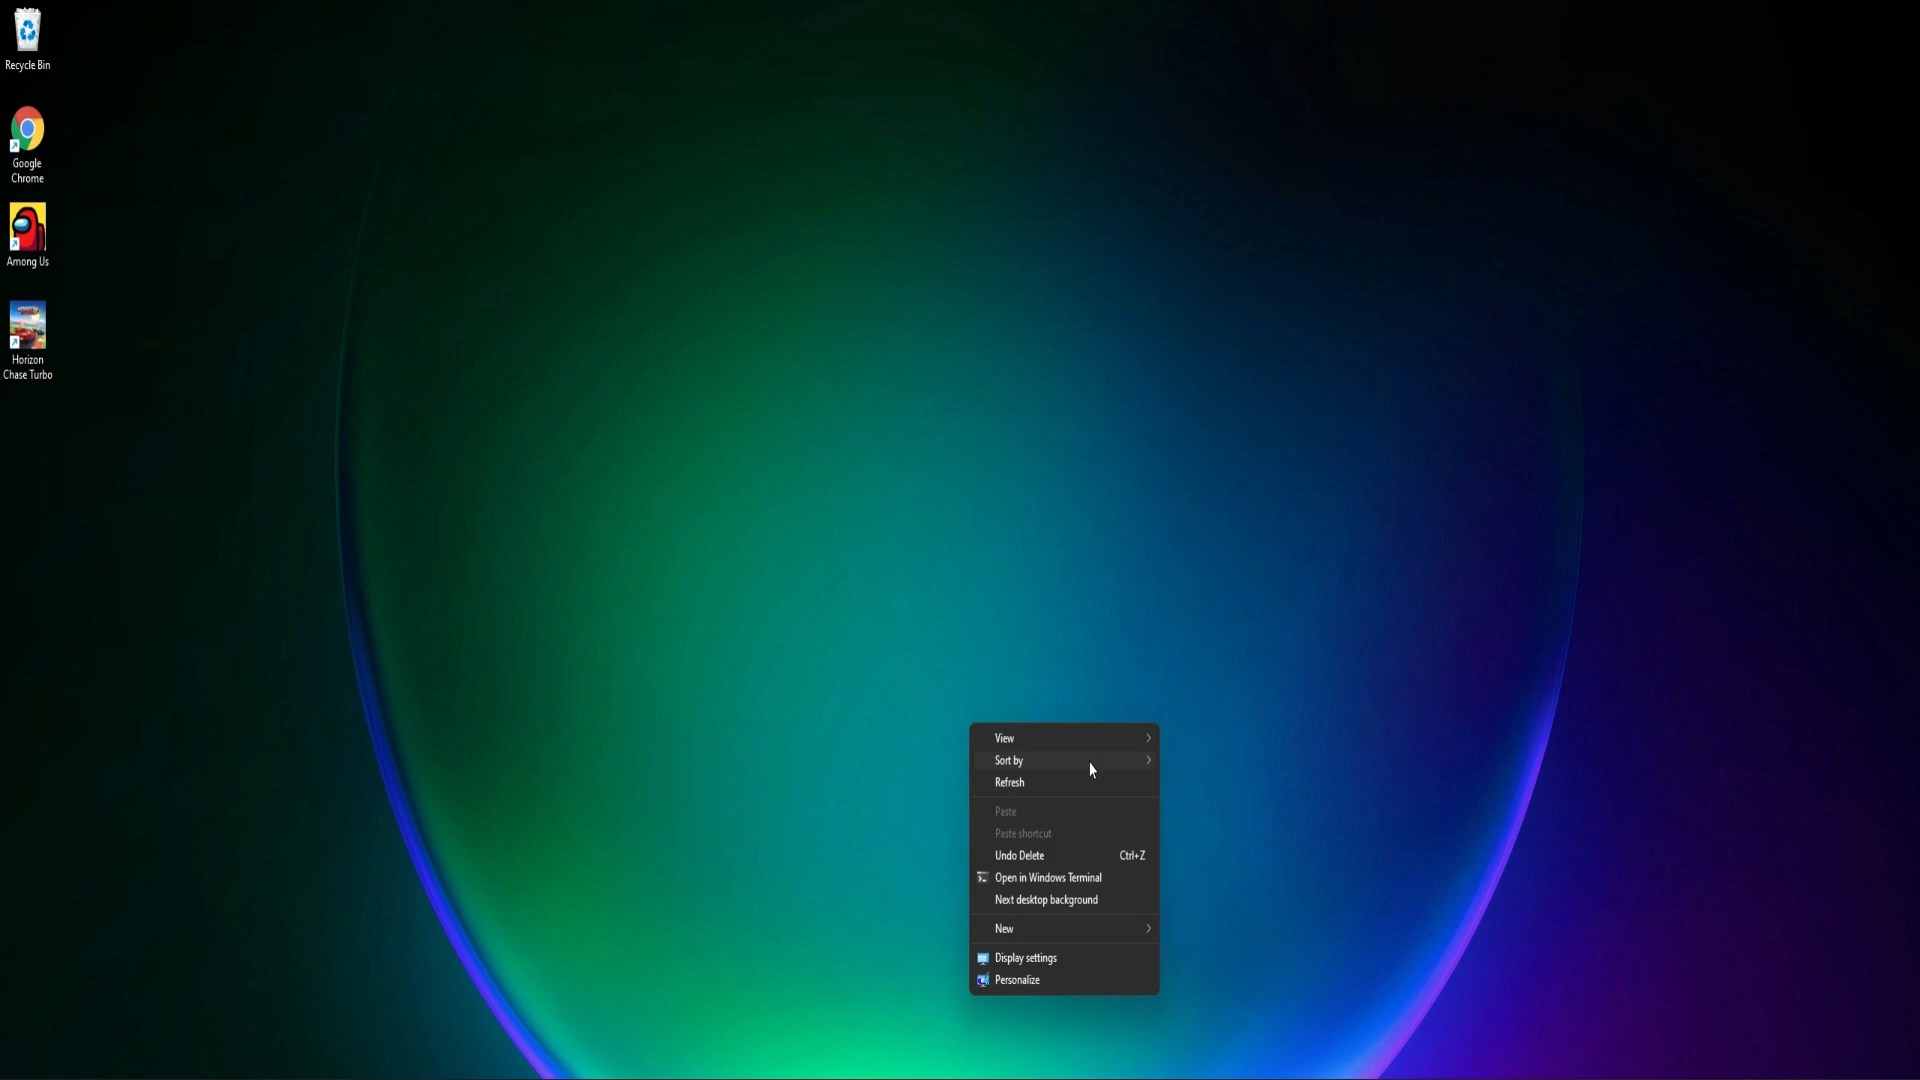 Recycle Bin
Google
Chrome
Among Us
Horizon
Chase Turbo
View
Sort by
Refresh
Paste
Paste shortcut
Undo Delete Ctrl+Z
Open in Windows Terminal
Next desktop background
New
Display settings
Personalize